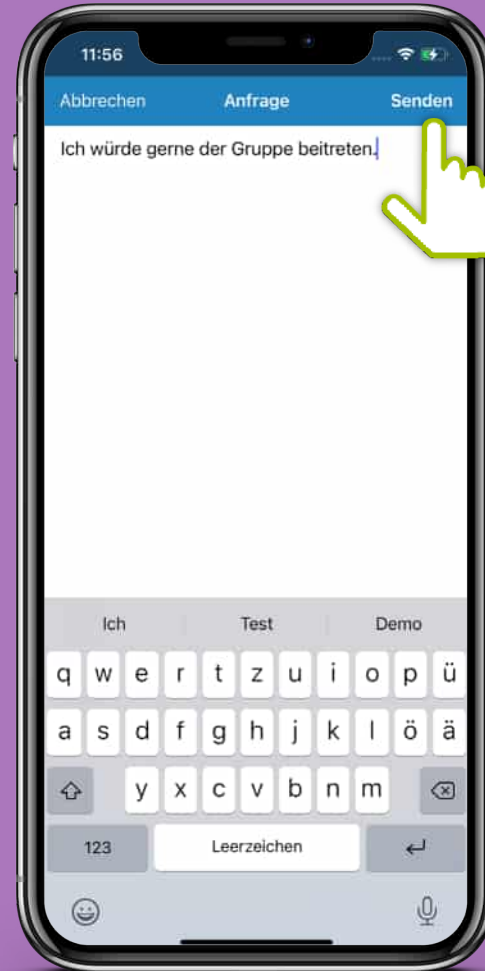 11:56
Abbrechen Anfrage Senden
Ich würde gerne der Gruppe beitreten.
Ich Test Demo
q w e r t z u i o p ü
a s d f g h j k l ö ä
y x c v b n m
123 Leerzeichen